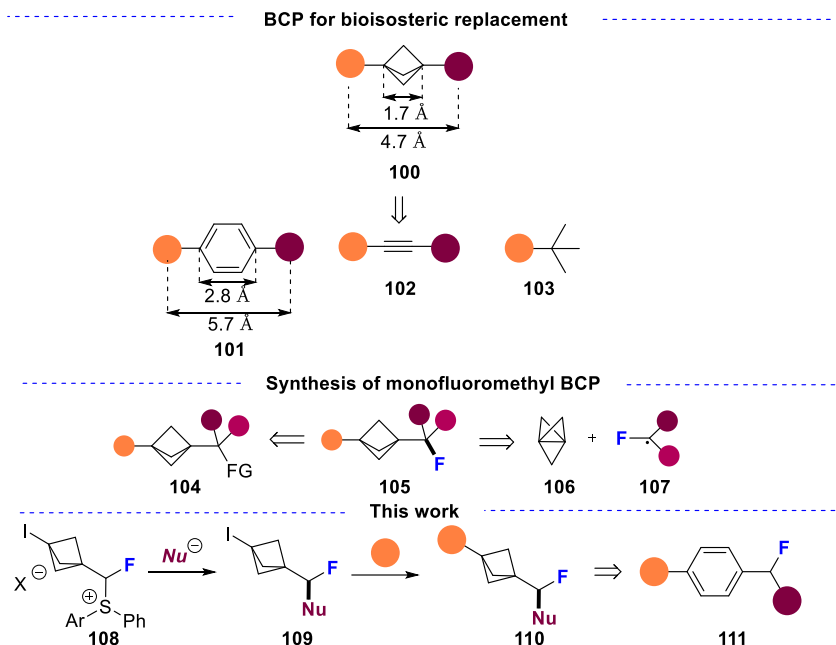 BCP for bioisosteric replacement
1.7 Å
4.7 Å
100
2.8 Å
5.7 Å
101
102
103
Synthesis of monofluoromethyl BCP
FG
104
F
105
106
+
F
107
This work
I
F
X⊖
S⊕
Ar
Ph
108
Nu⊖
I
F
Nu
109
F
Nu
110
F
111